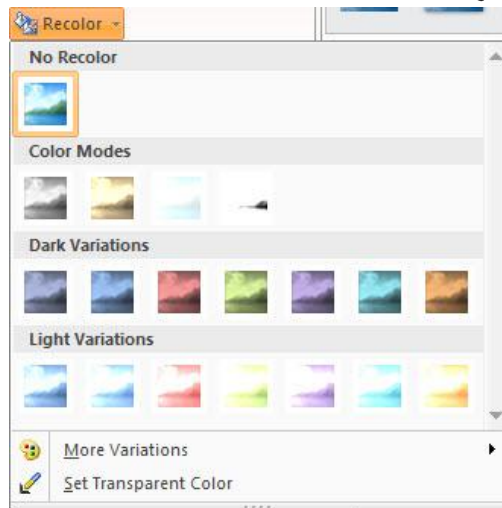 Recolor
No Recolor
Color Modes
Dark Variations
Light Variations
More Variations
Set Transparent Color